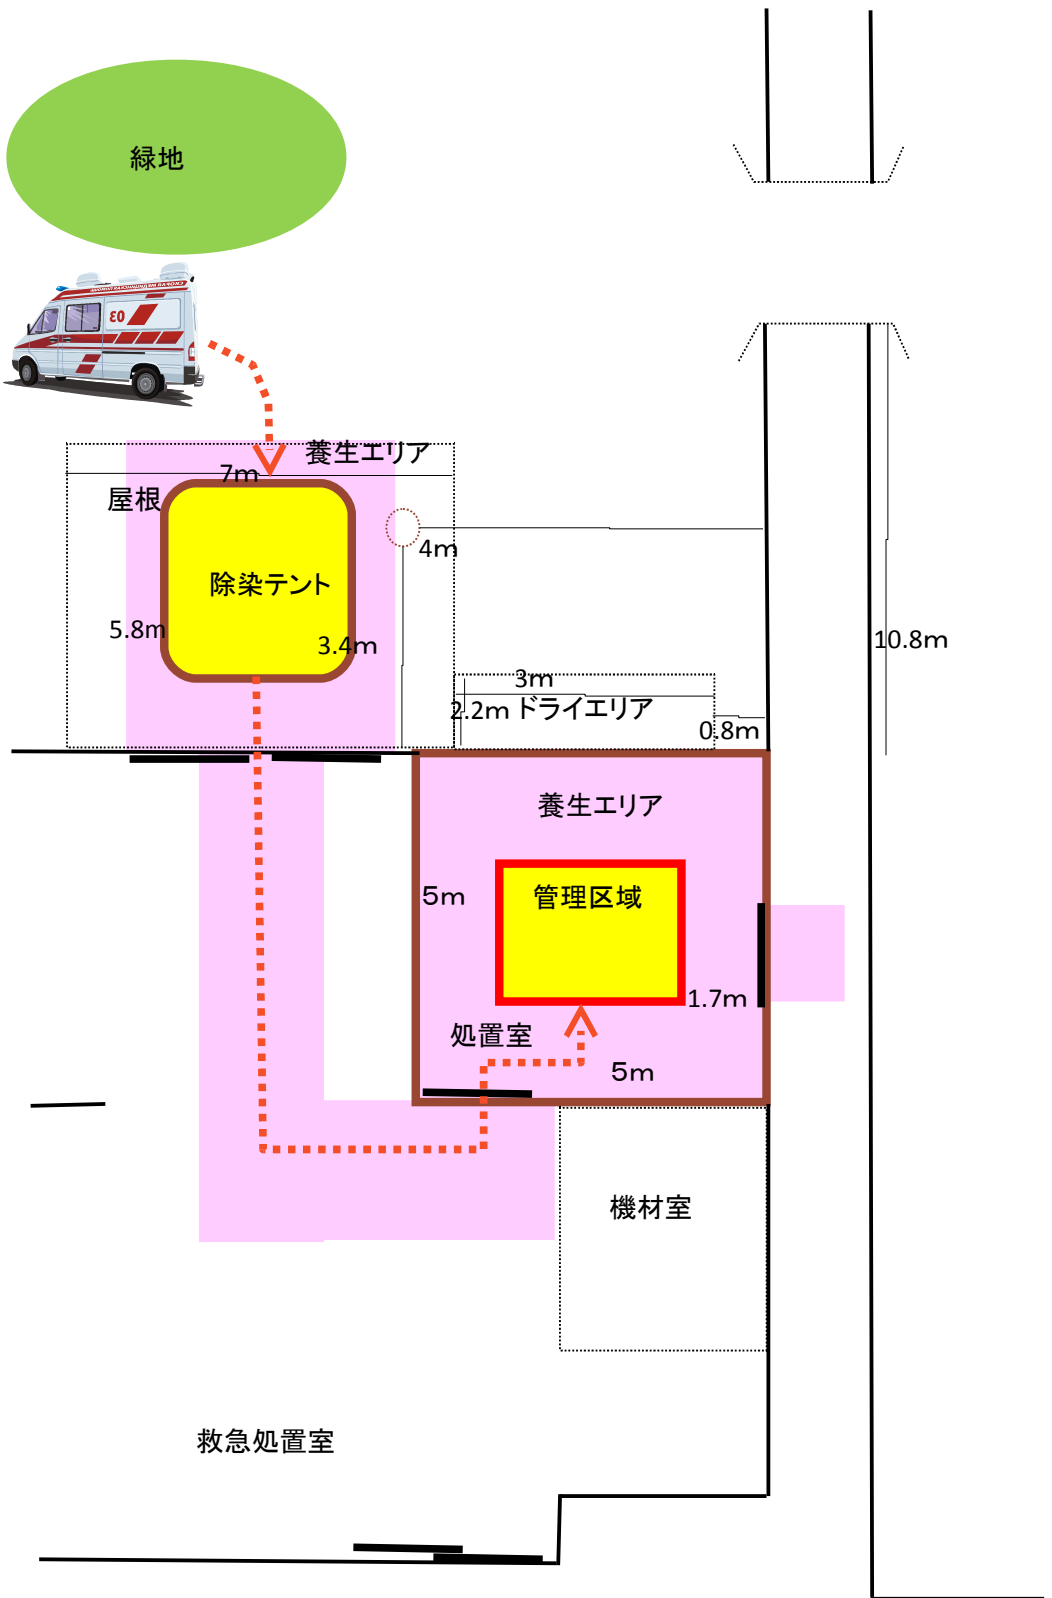 緑地
03
養生エリア
7m
屋根
4m
除染テント
5.8m
3.4m
10.8m
3m
2.2m
ドライエリア
0.8m
養生エリア
5m
管理区域
1.7m
処置室
5m
機材室
救急処置室